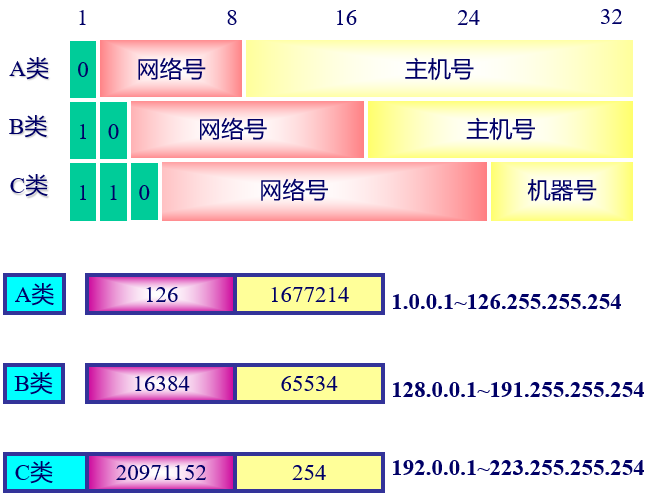 1 8 16 24 32
A类 0 网络号 主机号
B类 1 0 网络号 主机号
C类 1 1 0 网络号 机器号
A类 126 1677214 1.0.0.1~126.255.255.254
B类 16384 65534 128.0.0.1~191.255.255.254
C类 20971152 254 192.0.0.1~223.255.255.254